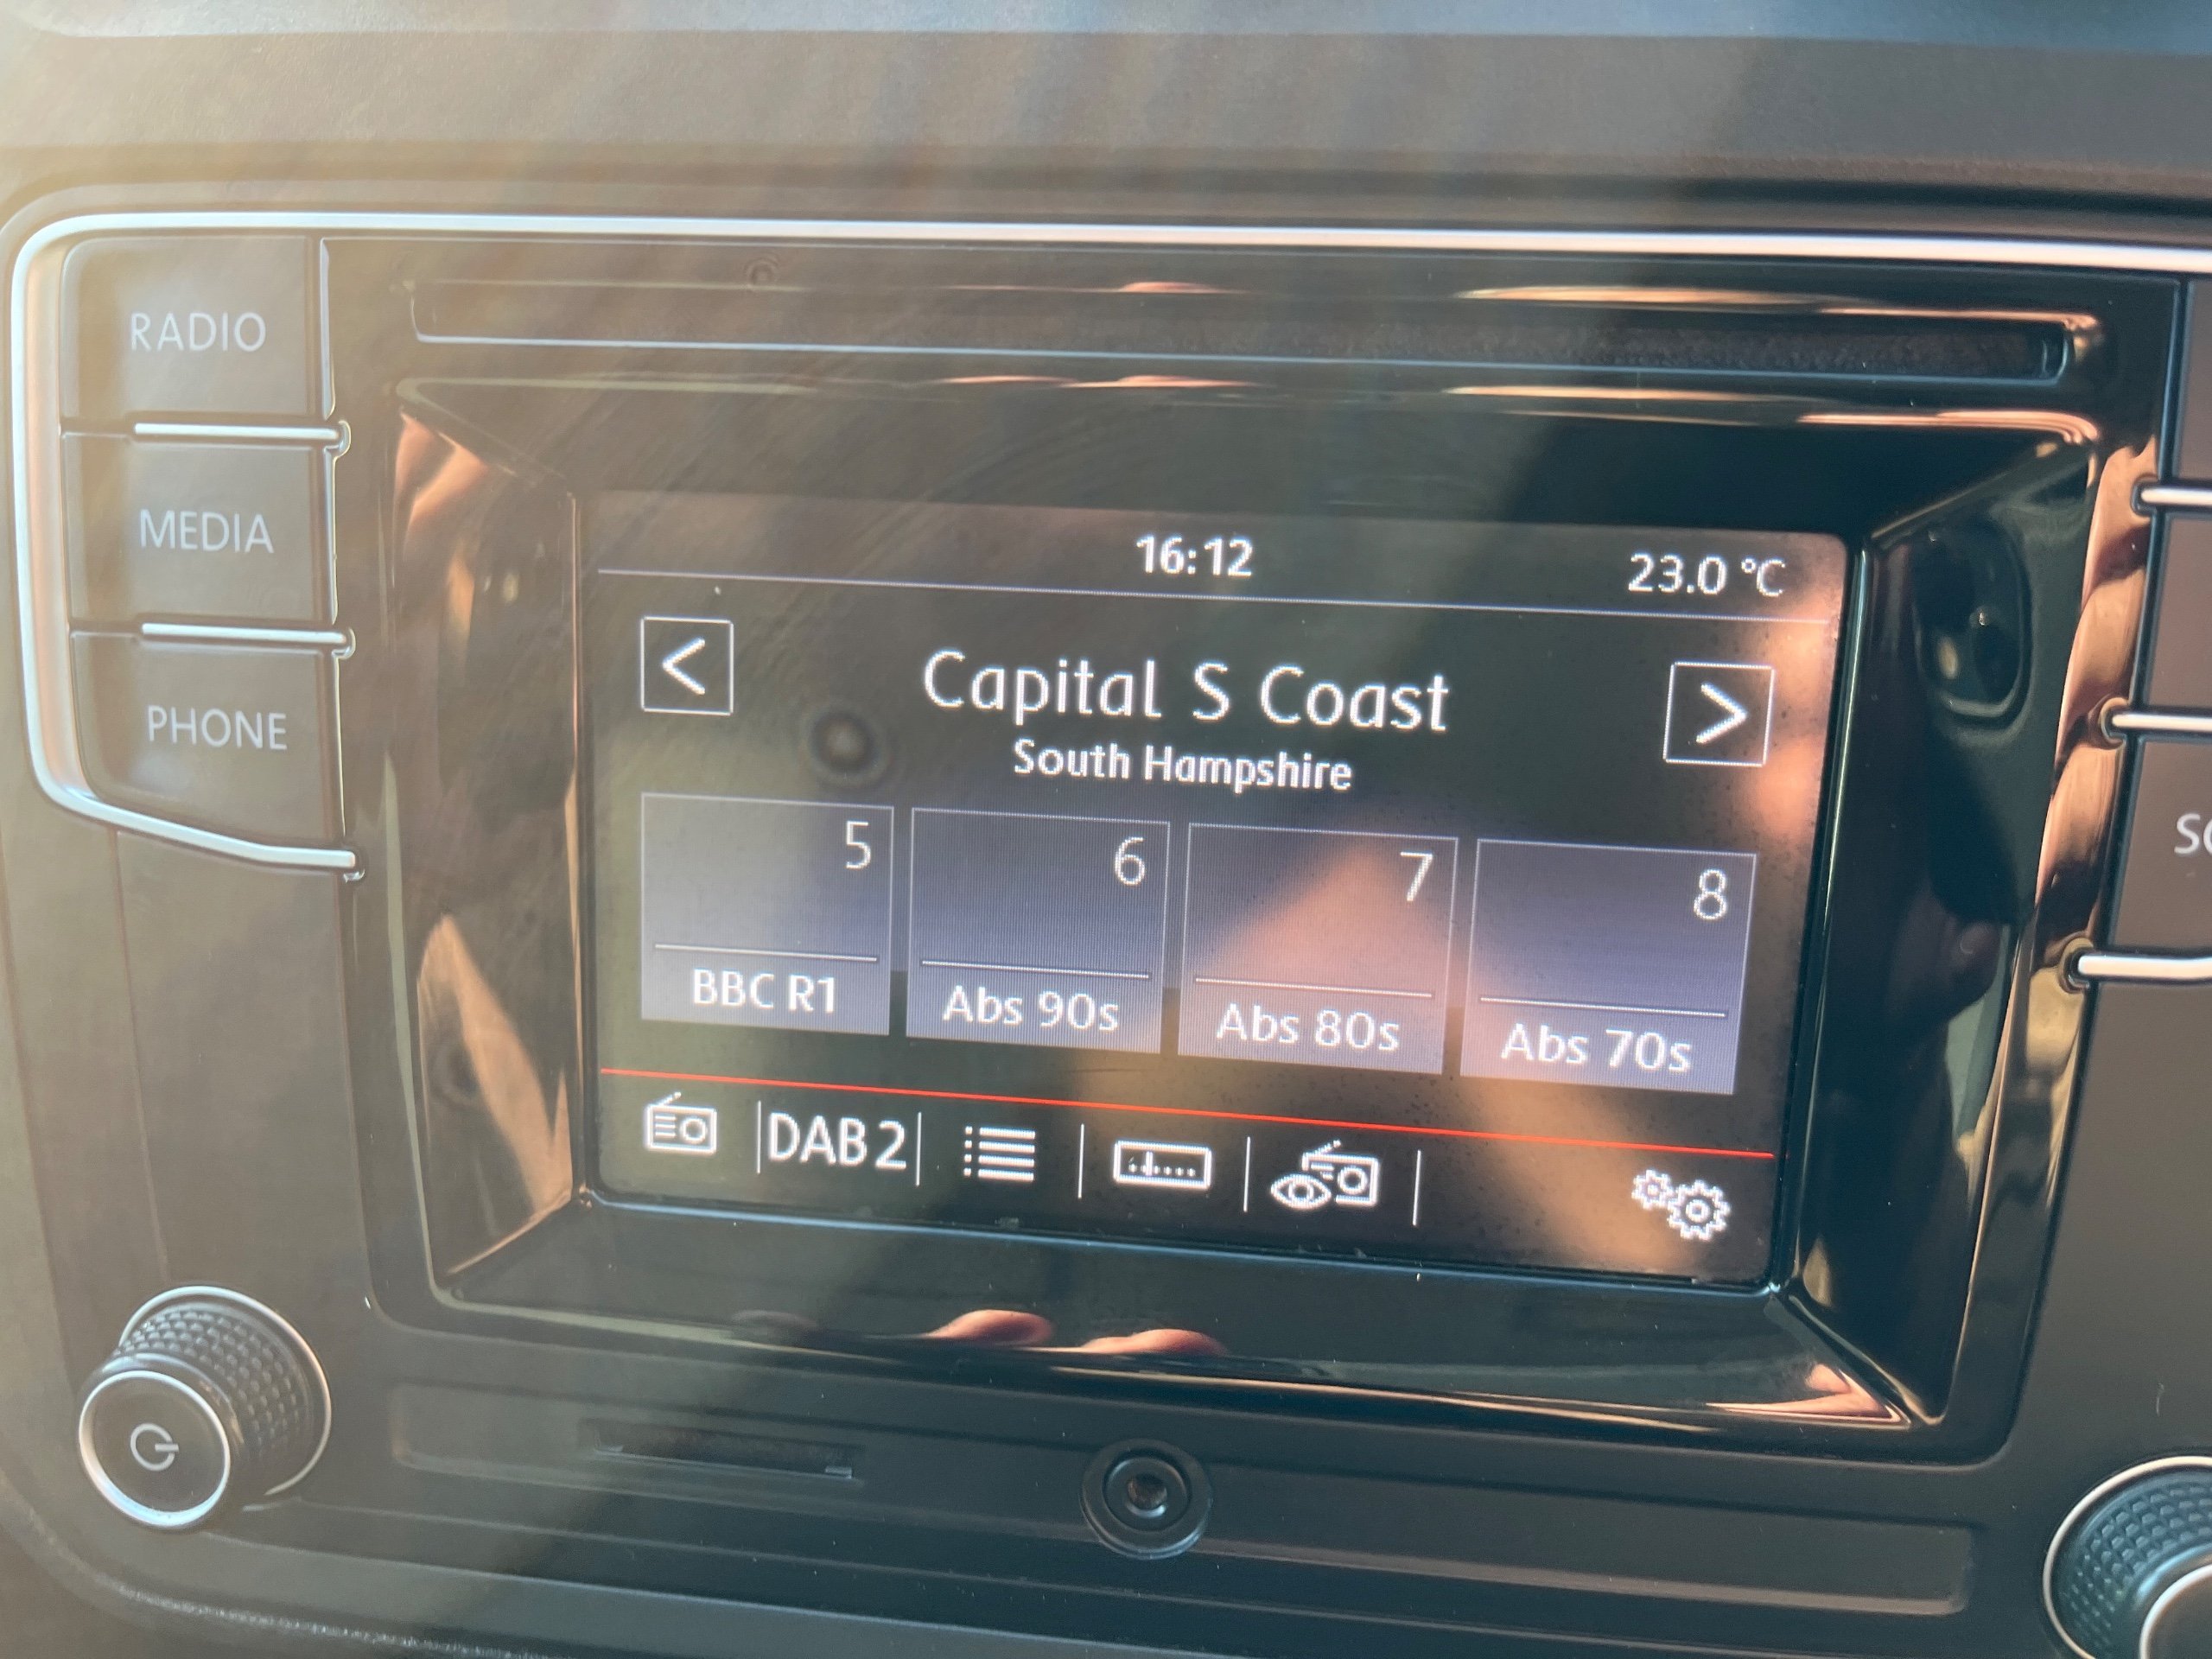 RADIO
MEDIA
PHONE
16:12
23.0 °C
<
Capital S Coast
>
South Hampshire
5
6
7
8
BBC R1
Abs 90s
Abs 80s
Abs 70s
DAB 2